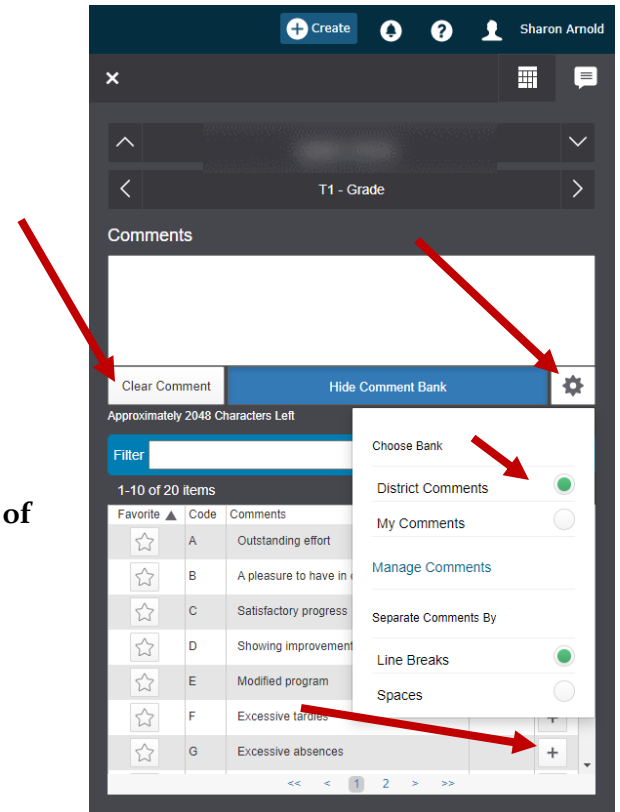 Create
Sharon Arnold
T1 - Grade
Comments
Clear Comment
Hide Comment Bank
Approximately 2048 Characters Left
Filter
1-10 of 20 items
Favorite ▲ Code Comments
A Outstanding effort
B A pleasure to have in
C Satisfactory progress
D Showing improvement
E Modified program
F Excessive tardies +
G Excessive absences +
<< < 1 2 > >>
Choose Bank
District Comments
My Comments
Manage Comments
Separate Comments By
Line Breaks
Spaces
of